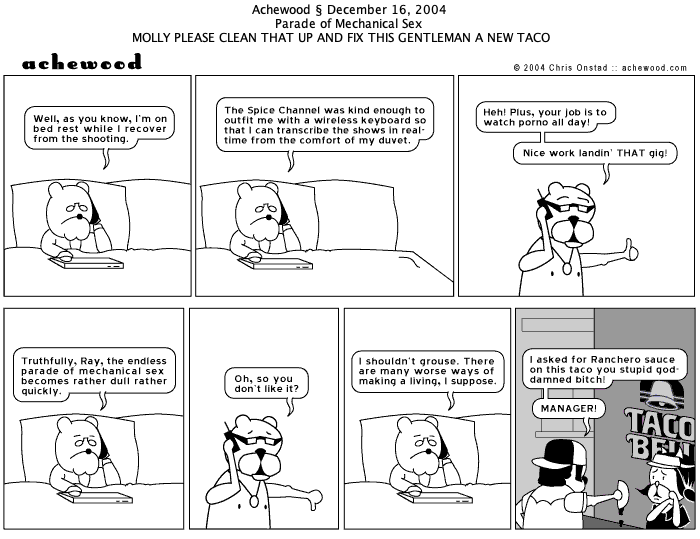 Achewood § December 16, 2004
Parade of Mechanical Sex
MOLLY PLEASE CLEAN THAT UP AND FIX THIS GENTLEMAN A NEW TACO
achewood
© 2004 Chris Onstad :: achewood.com
Well, as you know, I'm on
bed rest while I recover
from the shooting.
The Spice Channel was kind enough to
outfit me with a wireless keyboard so
that I can transcribe the shows in real-
time from the comfort of my duvet.
Heh! Plus, your job is to
watch porno all day!
Nice work landin' THAT gig!
Truthfully, Ray, the endless
parade of mechanical sex
becomes rather dull rather
quickly.
Oh, so you
don't like it?
I shouldn't grouse. There
are many worse ways of
making a living, I suppose.
I asked for Ranchero sauce
on this taco you stupid god-
damned bitch!
MANAGER!
TACO
BELL